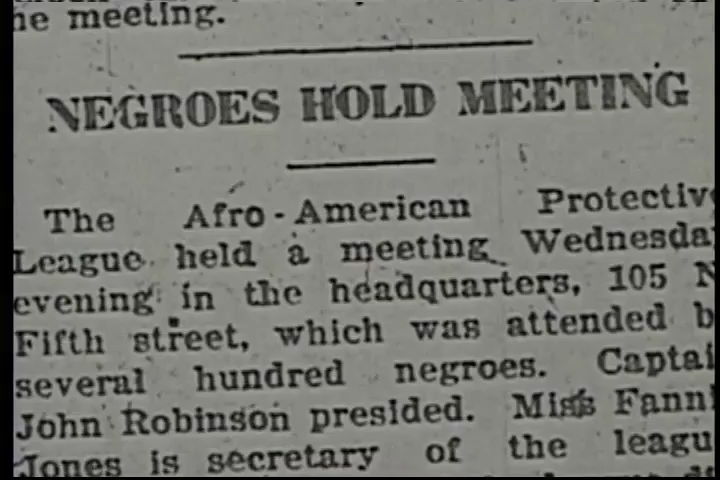 he meeting.
NEGROES HOLD MEETING
The Afro-American Protectiv
League held a meeting Wednesda
evening in the headquarters, 105 N
Fifth street, which was attended b
several hundred negroes. Captai
John Robinson presided. Miss Fanni
Jones is secretary of the leagu